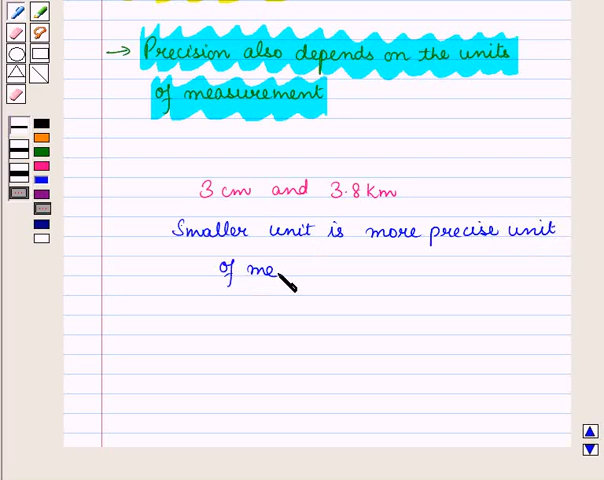 → Precision also depends on the units
of measurement
3 cm and 3.8 Km
Smaller unit is more precise unit
of me